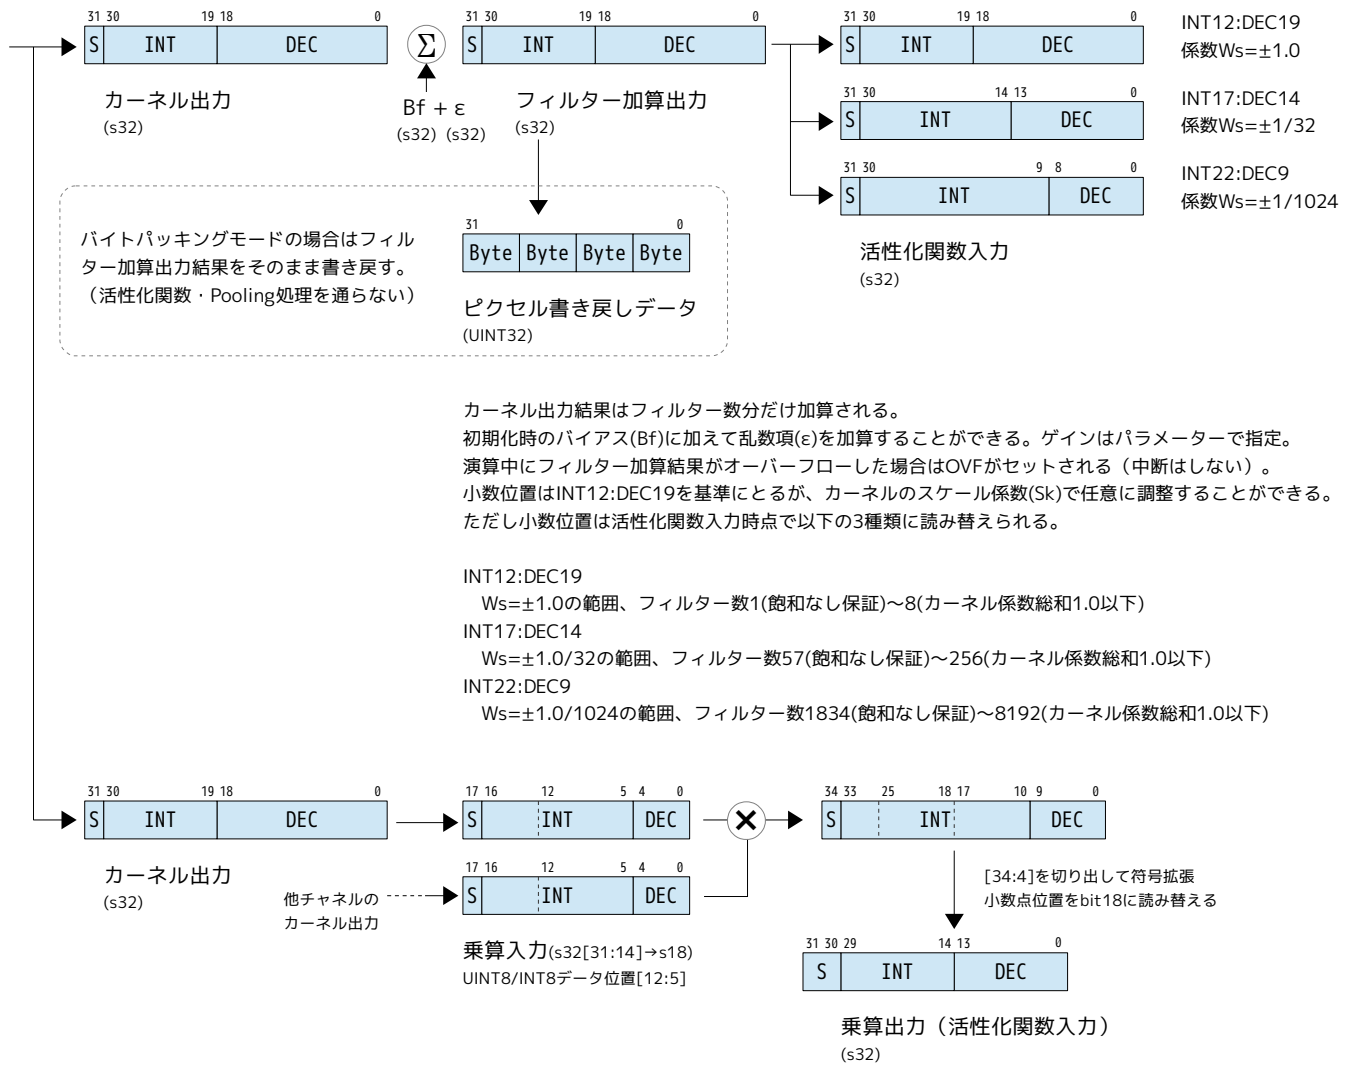 31 30 19 18 0
S INT DEC
カーネル出力
(s32)
Σ
Bf + ε
(s32) (s32)
31 30 19 18 0
S INT DEC
フィルター加算出力
(s32)
31 30 19 18 0
S INT DEC
INT12:DEC19
係数Ws=±1.0
31 30 14 13 0
S INT DEC
INT17:DEC14
係数Ws=±1/32
31 30 9 8 0
S INT DEC
INT22:DEC9
係数Ws=±1/1024
活性化関数入力
(s32)
バイトパッキングモードの場合はフィル
ター加算出力結果をそのまま書き戻す。
（活性化関数・Pooling処理を通らない）
31 0
Byte Byte Byte Byte
ピクセル書き戻しデータ
(UINT32)
カーネル出力結果はフィルター数分だけ加算される。
初期化時のバイアス(Bf)に加えて乱数項(ε)を加算することができる。ゲインはパラメーターで指定。
演算中にフィルター加算結果がオーバーフローした場合はOVFがセットされる（中断はしない）。
小数位置はINT12:DEC19を基準にとるが、カーネルのスケール係数(Sk)で任意に調整することができる。
ただし小数位置は活性化関数入力時点で以下の3種類に読み替えられる。
INT12:DEC19
Ws=±1.0の範囲、フィルター数1(飽和なし保証)～8(カーネル係数総和1.0以下)
INT17:DEC14
Ws=±1.0/32の範囲、フィルター数57(飽和なし保証)～256(カーネル係数総和1.0以下)
INT22:DEC9
Ws=±1.0/1024の範囲、フィルター数1834(飽和なし保証)～8192(カーネル係数総和1.0以下)
31 30 19 18 0
S INT DEC
カーネル出力
(s32)
17 16 12 5 4 0
S INT DEC
他チャネルの
カーネル出力
17 16 12 5 4 0
S INT DEC
乗算入力(s32[31:14]→s18)
UINT8/INT8データ位置[12:5]
×
34 33 25 18 17 10 9 0
S INT DEC
[34:4]を切り出して符号拡張
小数点位置をbit18に読み替える
31 30 29 14 13 0
S INT DEC
乗算出力（活性化関数入力）
(s32)